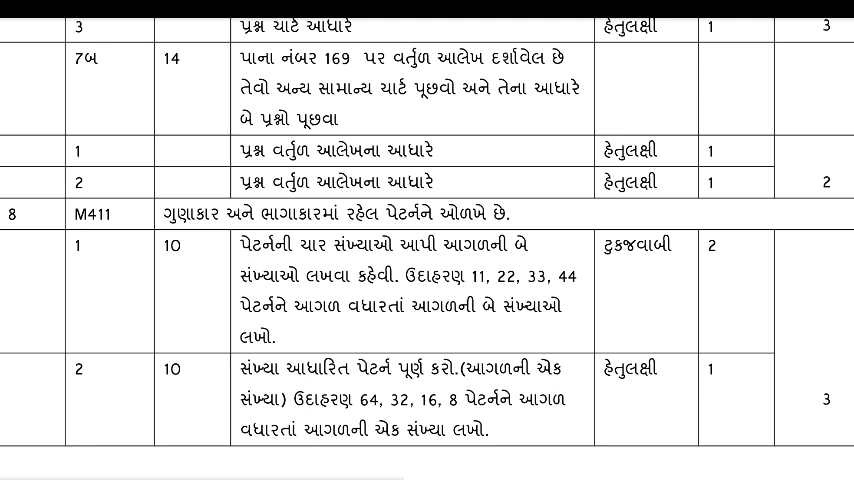 3 પ્રશ્ન ચાર્ટ આધારે હેતુલક્ષી 1 3
7બ 14 પાના નંબર 169 પર વર્તુળ આલેખ દર્શાવેલ છે
તેવો અન્ય સામાન્ય ચાર્ટ પૂછવો અને તેના આધારે
બે પ્રશ્નો પૂછવા
1 પ્રશ્ન વર્તુળ આલેખના આધારે હેતુલક્ષી 1
2 પ્રશ્ન વર્તુળ આલેખના આધારે હેતુલક્ષી 1 2
8 M411 ગુણાકાર અને ભાગાકારમાં રહેલ પેટર્નને ઓળખે છે.
1 10 પેટર્નની ચાર સંખ્યાઓ આપી આગળની બે ટુકજવાબી 2
સંખ્યાઓ લખવા કહેવી. ઉદાહરણ 11, 22, 33, 44
પેટર્નને આગળ વધારતાં આગળની બે સંખ્યાઓ
લખો.
2 10 સંખ્યા આધારિત પેટર્ન પૂર્ણ કરો.(આગળની એક હેતુલક્ષી 1
સંખ્યા) ઉદાહરણ 64, 32, 16, 8 પેટર્નને આગળ 3
વધારતાં આગળની એક સંખ્યા લખો.